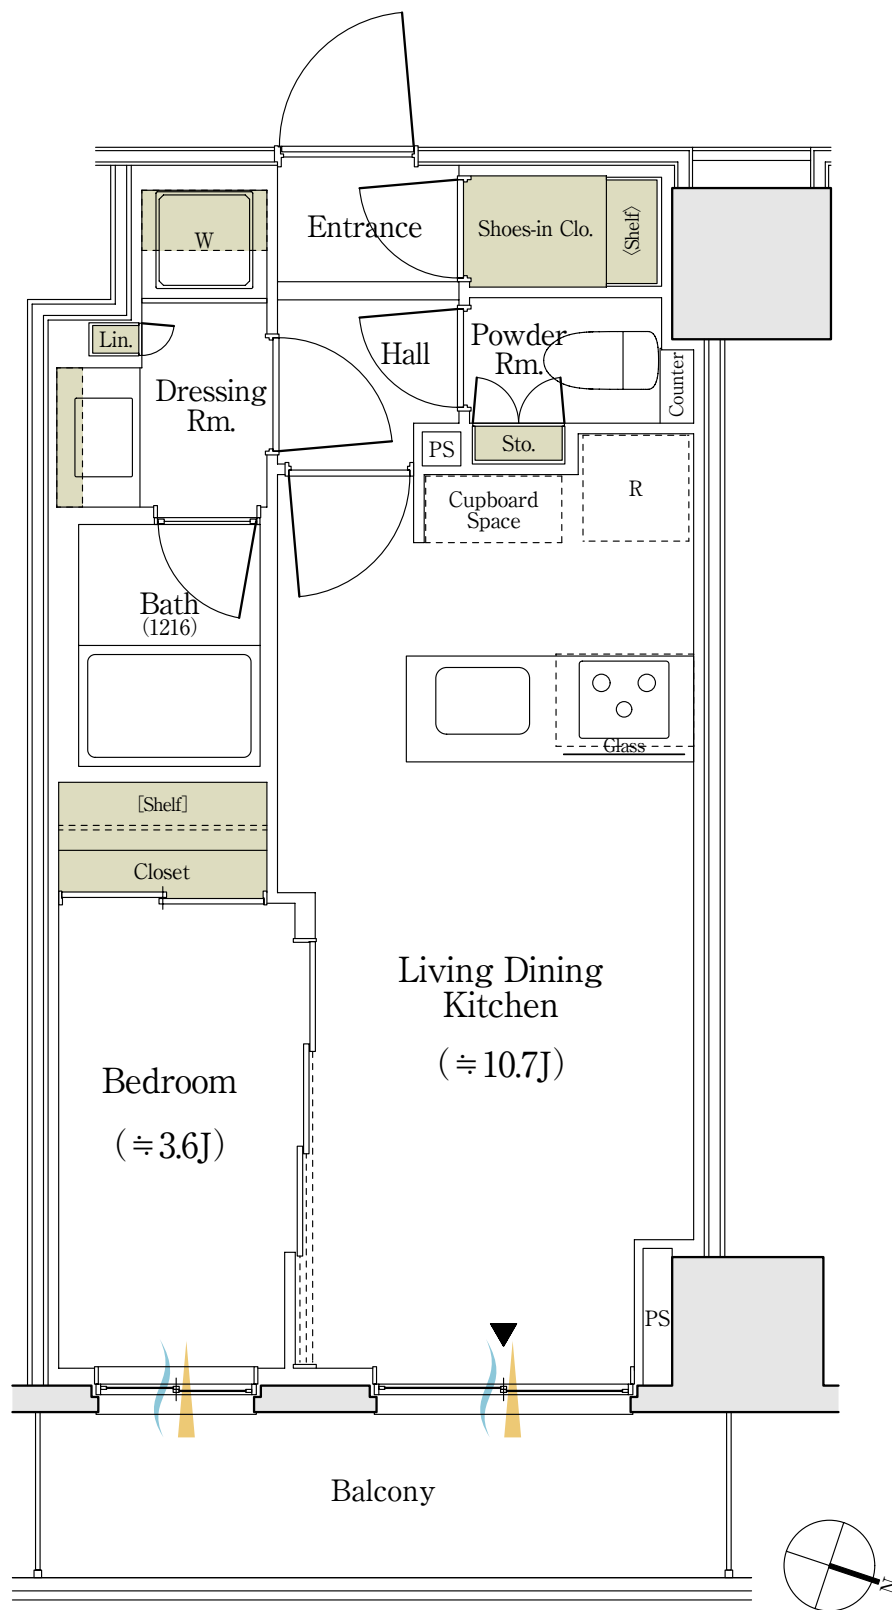 Entrance
Shoes-in Clo.
〈Shelf〉
W
Lin.
Hall
Powder
Rm.
Counter
Dressing
Rm.
PS
Sto.
Cupboard
Space
R
Bath
(1216)
Glass
[Shelf]
Closet
Living Dining
Kitchen
(≒10.7J)
Bedroom
(≒3.6J)
PS
Balcony
N